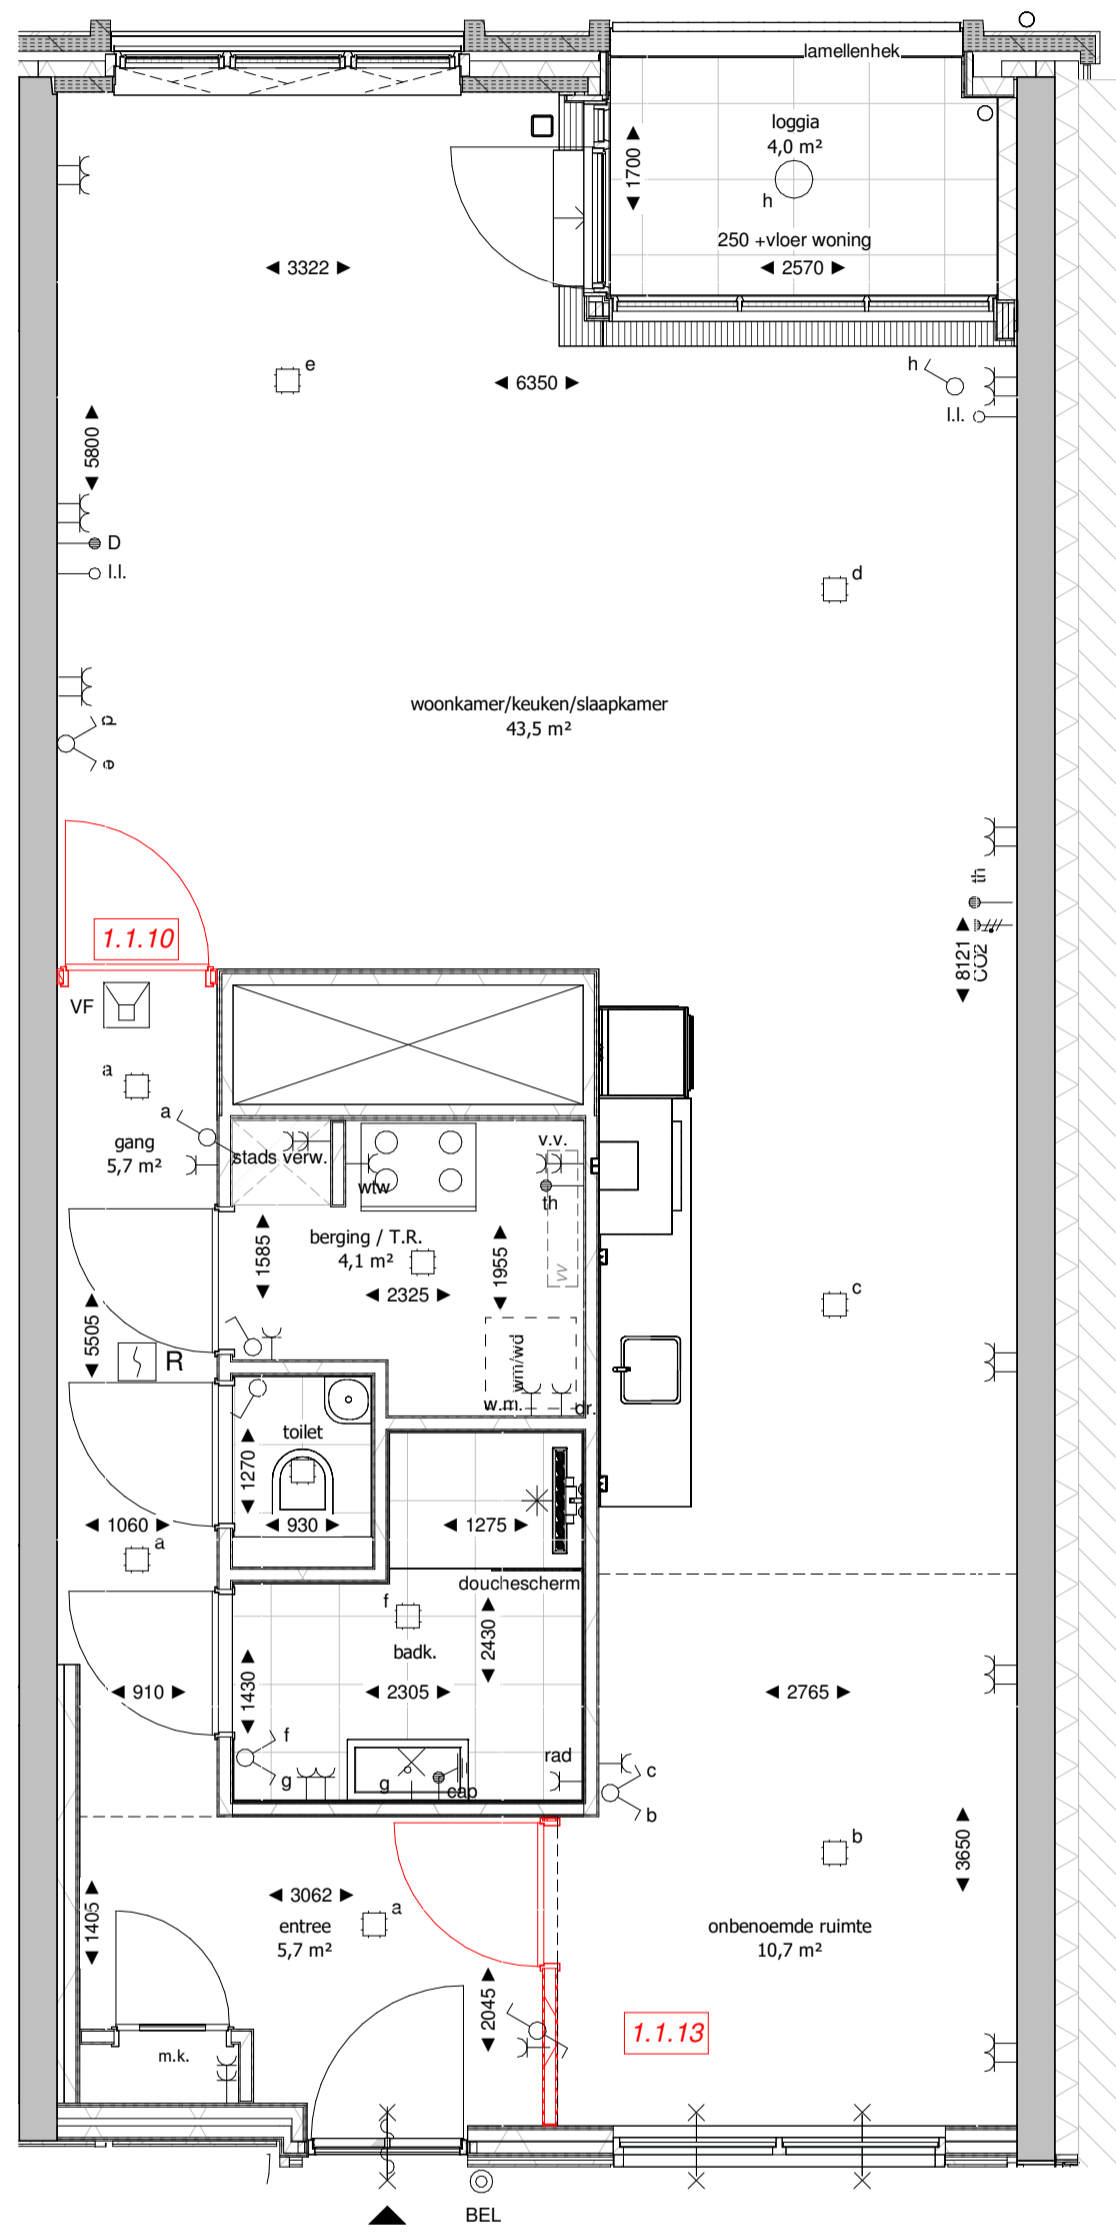 lamellenhek
loggia
4,0 m²
1700
h
250 +vloer woning
3322
2570
e
6350
h
l.l.
5800
D
l.l.
d
woonkamer/keuken/slaapkamer
43,5 m²
d
e
th
1.1.10
8121
CO2
VF
a
a
gang
5,7 m²
stads verw.
v.v.
wtw
th
berging / T.R.
4,1 m²
1585
1955
vv
2325
c
5505
R
wm/wd
w.m.
dr.
toilet
1270
1060
930
1275
a
douchescherm
f
2430
badk.
1430
910
2305
2765
f
rad
g
g
cap
c
b
b
3650
1405
3062
a
entree
5,7 m²
onbenoemde ruimte
10,7 m²
2045
1.1.13
m.k.
BEL